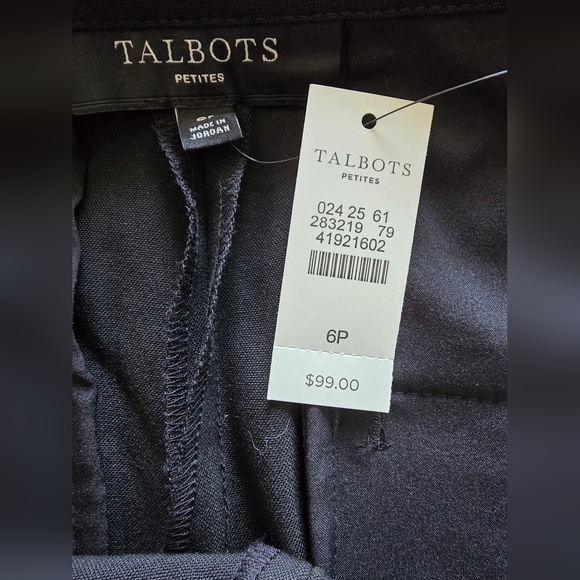 TALBOTS
PETITES
MADE IN
JORDAN
TALBOTS
PETITES
024 25 61
283219 79
41921602
6P
$99.00